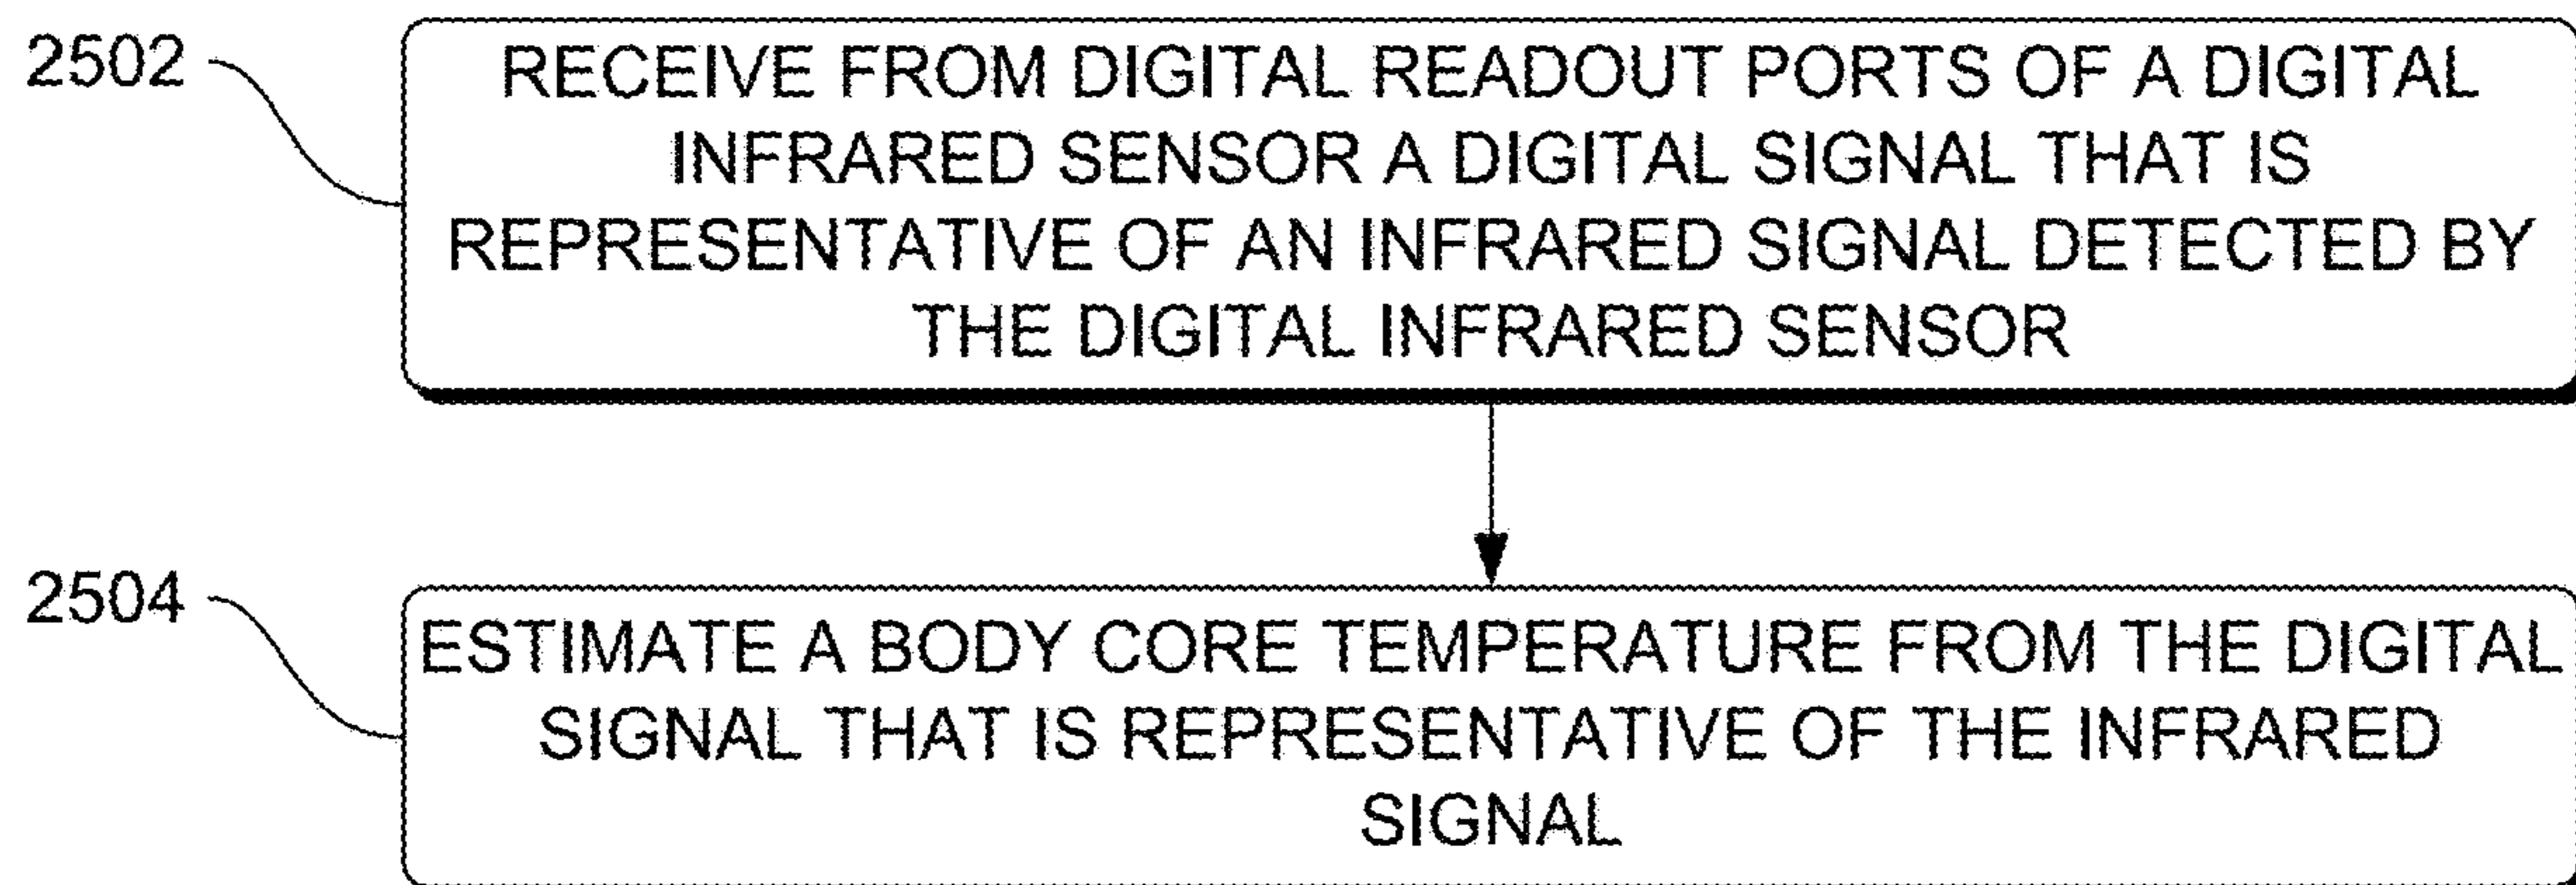 2502
RECEIVE FROM DIGITAL READOUT PORTS OF A DIGITAL
INFRARED SENSOR A DIGITAL SIGNAL THAT IS
REPRESENTATIVE OF AN INFRARED SIGNAL DETECTED BY
THE DIGITAL INFRARED SENSOR
2504
ESTIMATE A BODY CORE TEMPERATURE FROM THE DIGITAL
SIGNAL THAT IS REPRESENTATIVE OF THE INFRARED
SIGNAL